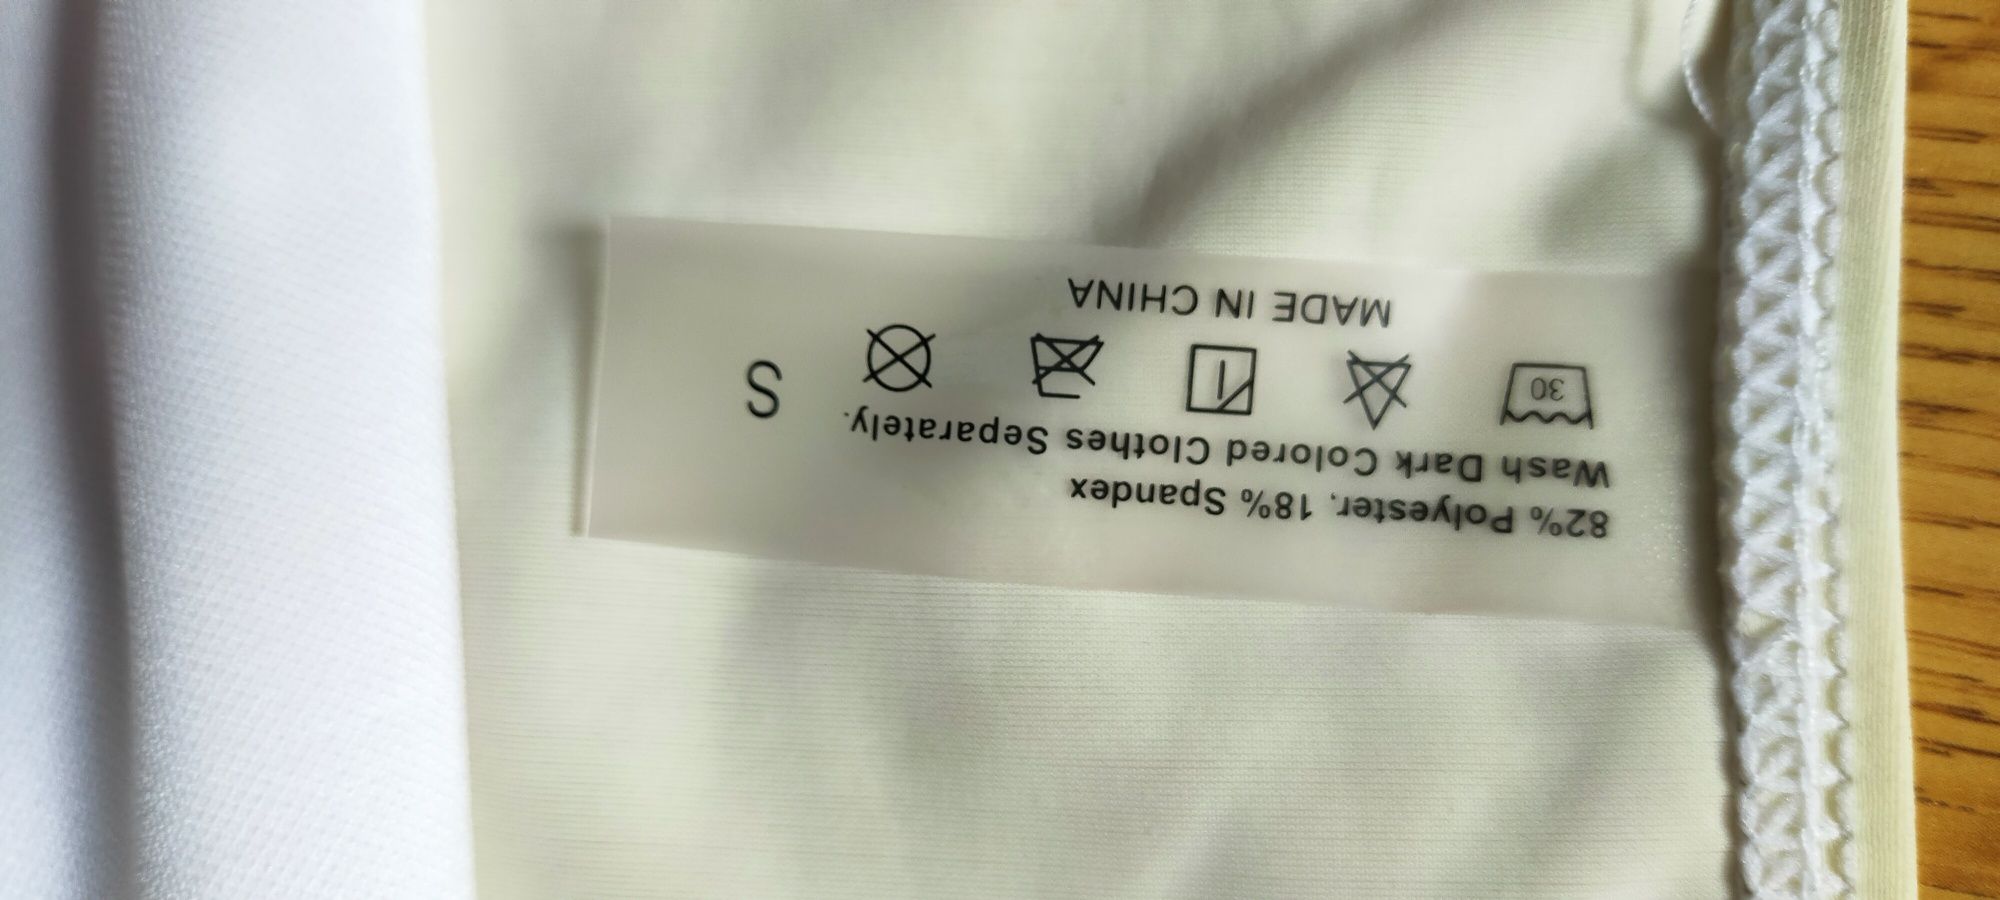 82% Polyester, 18% Spandex
Wash Dark Colored Clothes Separately.
30
S
MADE IN CHINA